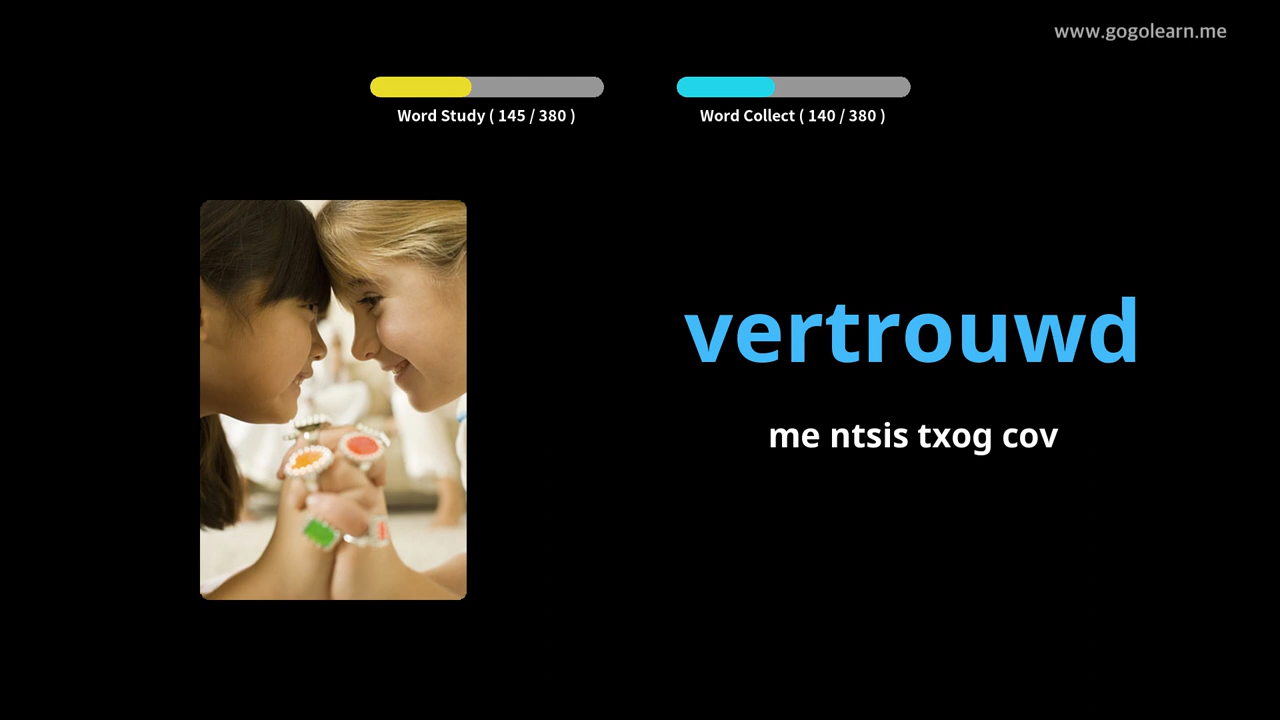 www.gogolearn.me
Word Study ( 145 / 380 )
Word Collect ( 140 / 380 )
vertrouwd
me ntsis txog cov